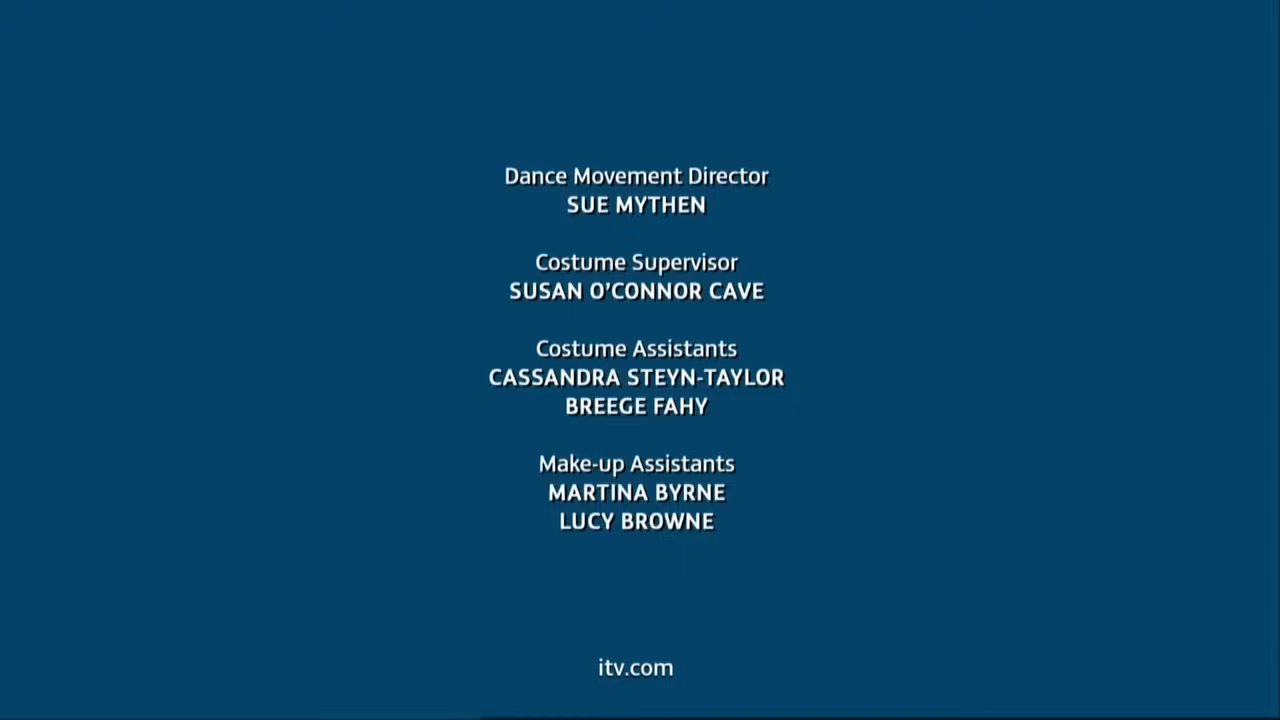 Dance Movement Director
SUE MYTHEN
Costume Supervisor
SUSAN O’CONNOR CAVE
Costume Assistants
CASSANDRA STEYN-TAYLOR
BREEGE FAHY
Make-up Assistants
MARTINA BYRNE
LUCY BROWNE
itv.com